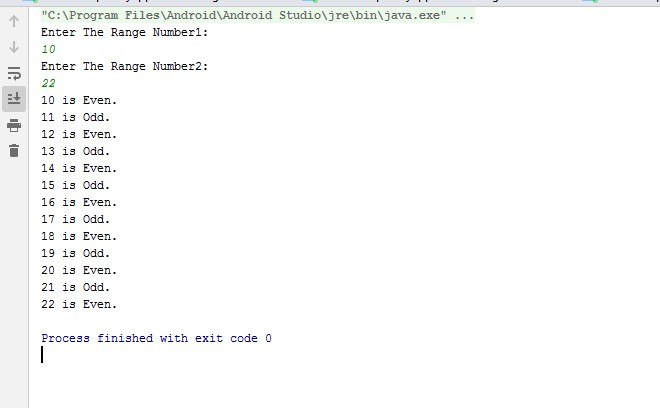 "C:\Program Files\Android\Android Studio\jre\bin\java.exe" ...
Enter The Range Number1:
10
Enter The Range Number2:
22
10 is Even.
11 is Odd.
12 is Even.
13 is Odd.
14 is Even.
15 is Odd.
16 is Even.
17 is Odd.
18 is Even.
19 is Odd.
20 is Even.
21 is Odd.
22 is Even.
Process finished with exit code 0